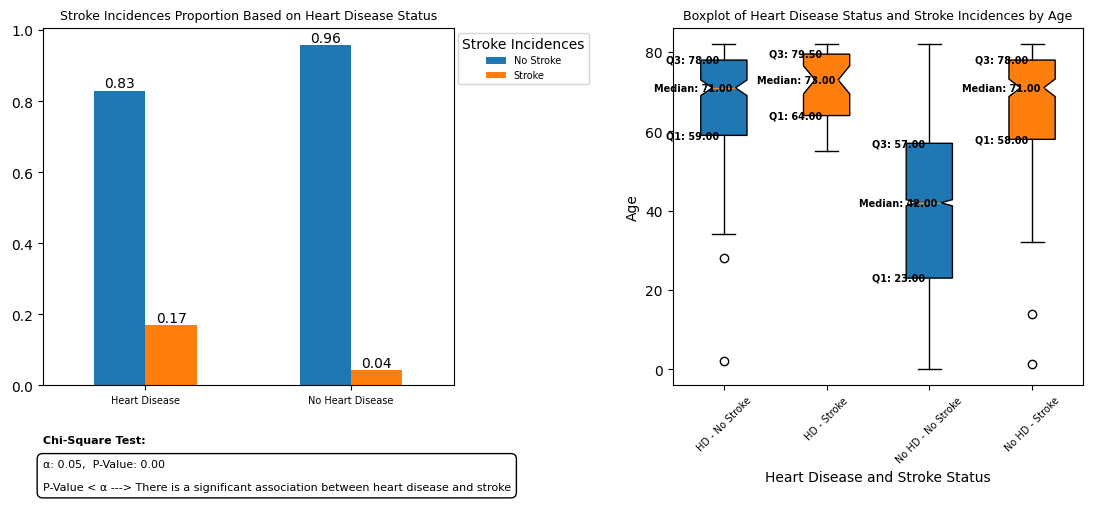 Stroke Incidences Proportion Based on Heart Disease Status
1.0
0.8
0.6
0.4
0.2
0.0
0.83
0.17
0.96
0.04
Heart Disease
No Heart Disease
Stroke Incidences
No Stroke
Stroke
Chi-Square Test:
α: 0.05,  P-Value: 0.00
P-Value < α ---> There is a significant association between heart disease and stroke
Boxplot of Heart Disease Status and Stroke Incidences by Age
Age
80
60
40
20
0
Q3: 78.00
Median: 71.00
Q1: 59.00
Q3: 79.50
Median: 73.00
Q1: 64.00
Q3: 57.00
Median: 42.00
Q1: 23.00
Q3: 78.00
Median: 71.00
Q1: 58.00
HD - No Stroke
HD - Stroke
No HD - No Stroke
No HD - Stroke
Heart Disease and Stroke Status